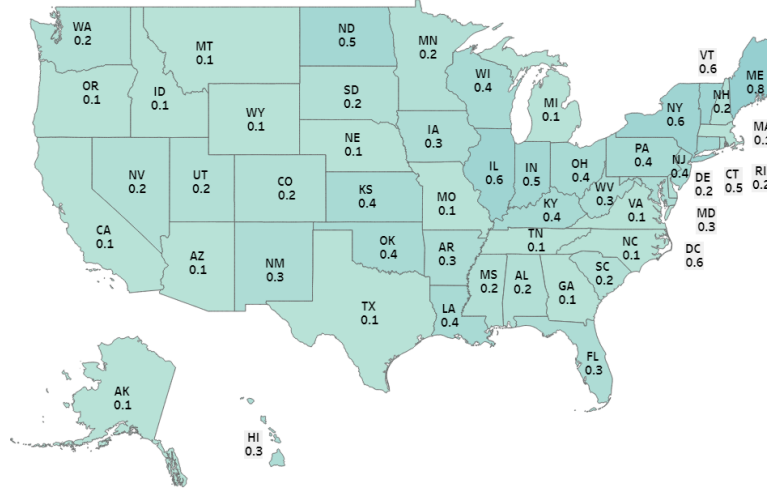 WA
0.2
MT
0.1
ND
0.5
MN
0.2
VT
0.6
ME
0.8
OR
0.1
ID
0.1
SD
0.2
WI
0.4
MI
0.1
NY
0.6
NH
0.2
MA
WY
0.1
NE
0.1
IA
0.3
IL
0.6
IN
0.5
OH
0.4
PA
0.4
NJ
0.4
DE
0.2
CT
0.5
RI
NV
0.2
UT
0.2
CO
0.2
KS
0.4
MO
0.1
KY
0.4
WV
0.3
VA
0.1
MD
0.3
DC
0.6
CA
0.1
AZ
0.1
NM
0.3
OK
0.4
AR
0.3
TN
0.1
NC
0.1
SC
0.2
MS
0.2
AL
0.2
GA
0.1
TX
0.1
LA
0.4
FL
0.3
AK
0.1
HI
0.3